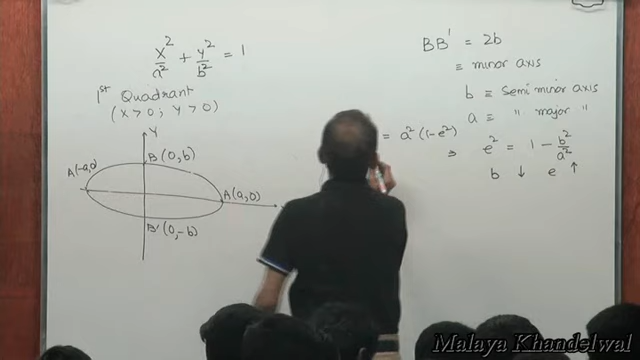 x²/a² + y²/b² = 1
1st Quadrant
(x > 0 ; y > 0)
Y
B (0, b)
A(-a, 0)
A (a, 0)
B' (0, -b)
BB' = 2b
= minor axis
b = semi minor axis
a = " major "
= a² (1 - e²)
⇒ e² = 1 - b²/a²
b ↓ e ↑
Malaya Khandelwal